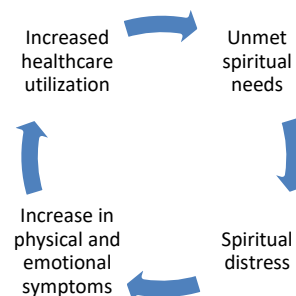 Increased
healthcare
utilization
Unmet
spiritual
needs
Spiritual
distress
Increase in
physical and
emotional
symptoms